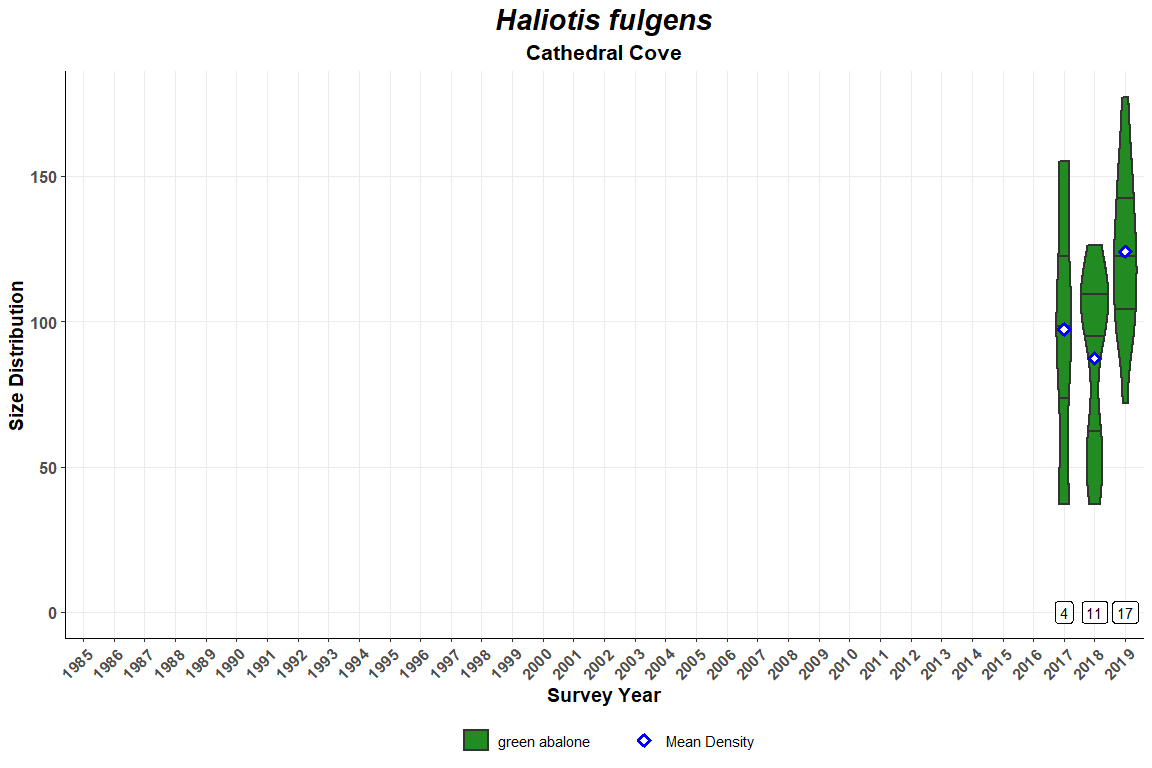 Haliotis fulgens
Cathedral Cove
Size Distribution
150
100
50
0
4 11 17
1985 1986 1987 1988 1989 1990 1991 1992 1993 1994 1995 1996 1997 1998 1999 2000 2001 2002 2003 2004 2005 2006 2007 2008 2009 2010 2011 2012 2013 2014 2015 2016 2017 2018 2019
Survey Year
green abalone Mean Density